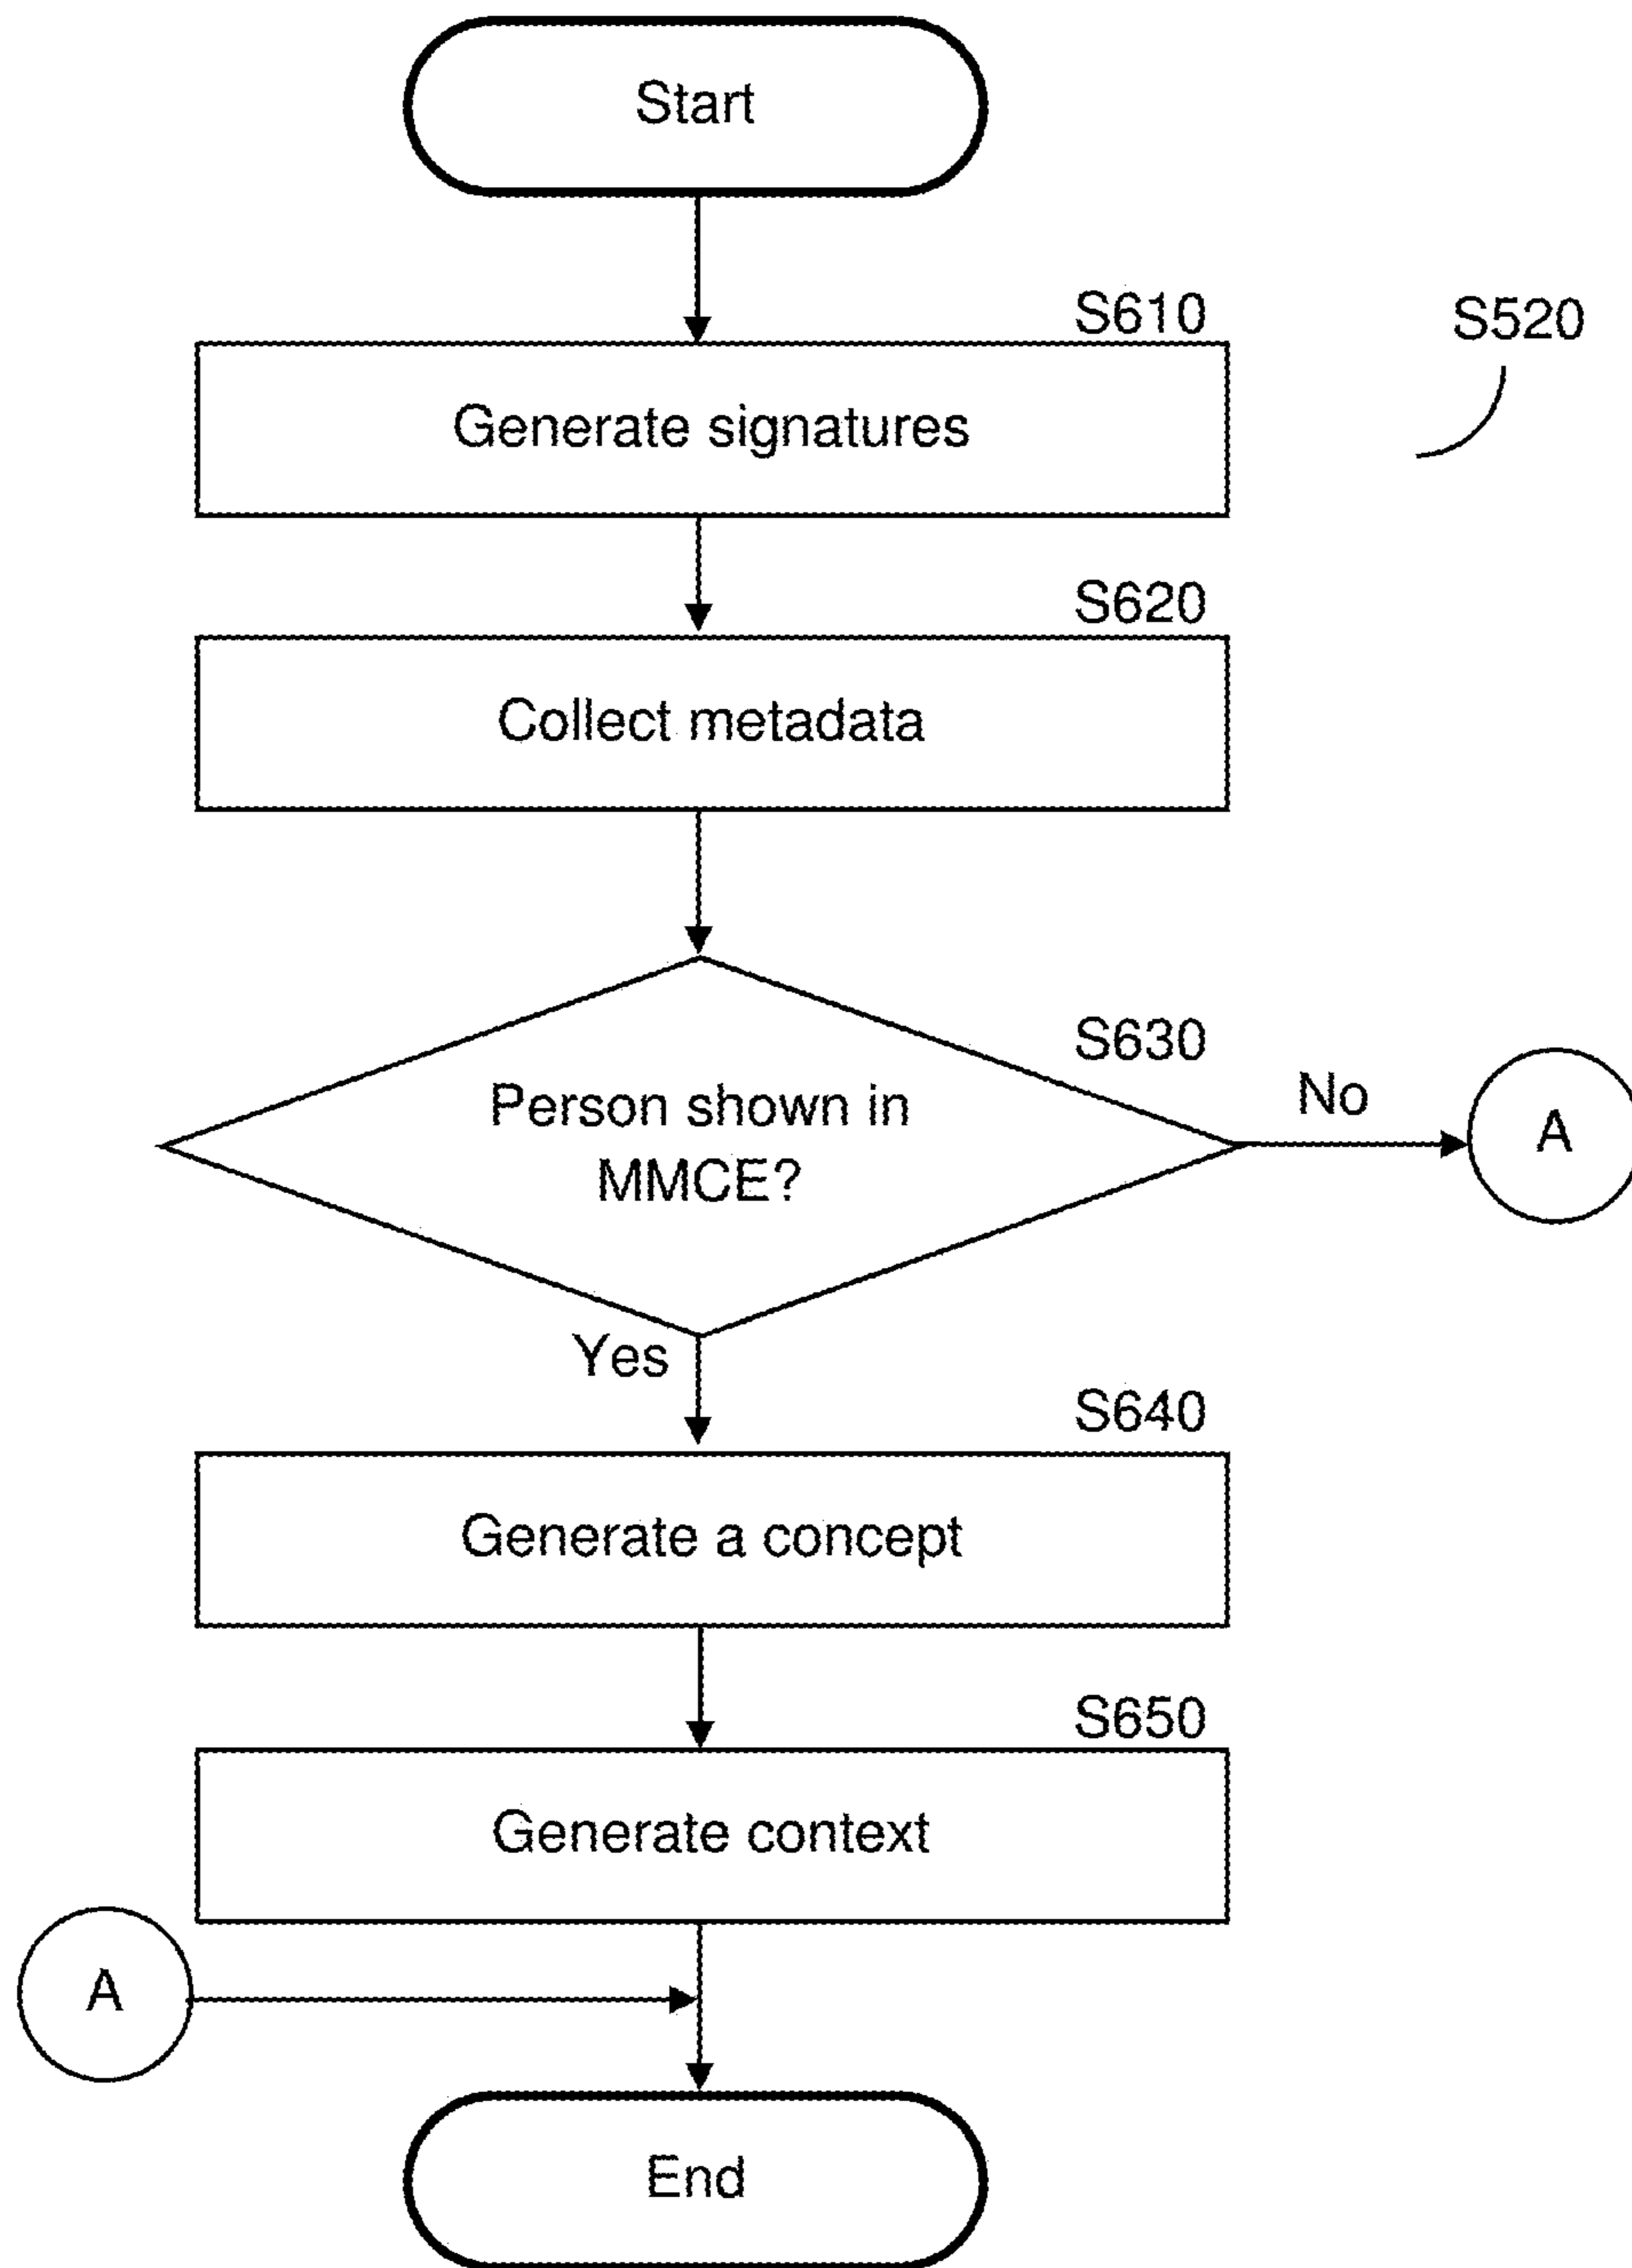 Start
S610
S520
Generate signatures
S620
Collect metadata
S630
Person shown in
MMCE?
No
A
Yes
S640
Generate a concept
S650
Generate context
A
End